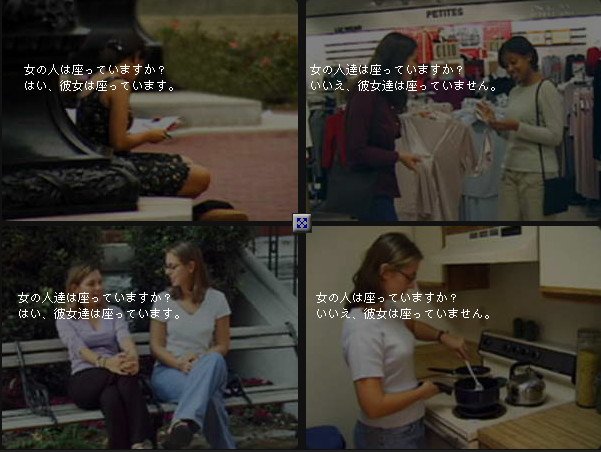 女の人は座っていますか？
はい、彼女は座っています。
PETITES
女の人達は座っていますか？
いいえ、彼女達は座っていません。
女の人達は座っていますか？
はい、彼女達は座っています。
女の人は座っていますか？
いいえ、彼女は座っていません。